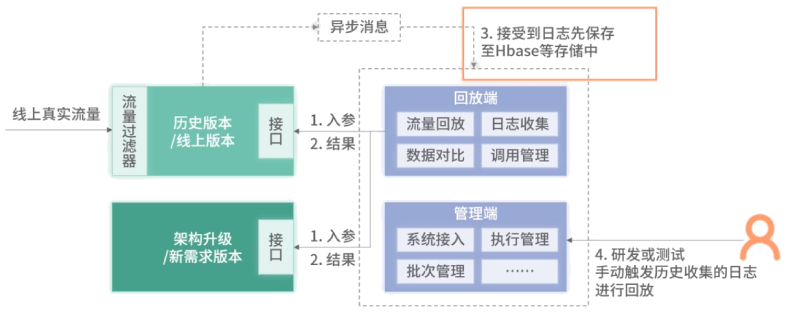 异步消息
3. 接受到日志先保存
至Hbase等存储中
线上真实流量
流量过滤器
历史版本
/线上版本
接口
1. 入参
2. 结果
回放端
流量回放
日志收集
数据对比
调用管理
架构升级
/新需求版本
接口
1. 入参
2. 结果
管理端
系统接入
执行管理
批次管理
……
4. 研发或测试
手动触发历史收集的日志
进行回放